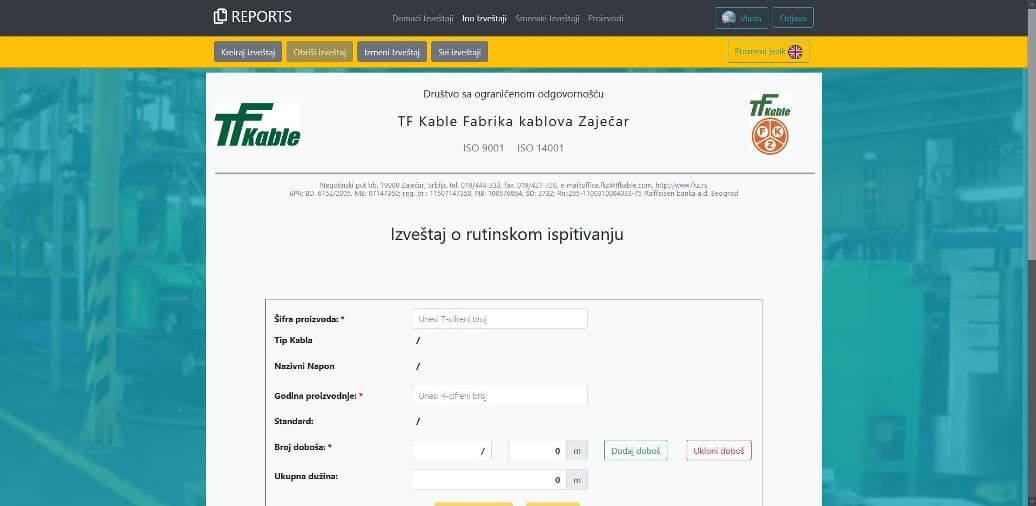 REPORTS
Domaći Izveštaji Ino Izveštaji Smenski Izveštaji Proizvodi
Vlada Odjava
Kreiraj izveštaj Obriši izveštaj Izmeni Izveštaj Svi izveštaji
Promeni jezik
Društvo sa ograničenom odgovornošću
TF Kable
TF Kable Fabrika kablova Zaječar
TF Kable
FKZ
ISO 9001 ISO 14001
Negotinski put bb, 19000 Zaječar, Srbija, tel. 019/444-333, fax. 019/421-720, e-mail:office.fkz@tfkable.com, http://www.fkz.rs
APR: BD. 6152/2005, MB: 07147350; reg. br.: 11507147350, PIB: 100576854; SD: 2732; Rn.:265-1100310004033-75 Raiffeisen banka a.d. Beograd
Izveštaj o rutinskom ispitivanju
Šifra proizvoda: * Unesi 7-cifreni broj
Tip Kabla /
Nazivni Napon /
Godina proizvodnje: * Unesi 4-cifreni broj
Standard: /
Broj doboša: * / 0 m Dodaj doboš Ukloni doboš
Ukupna dužina: 0 m